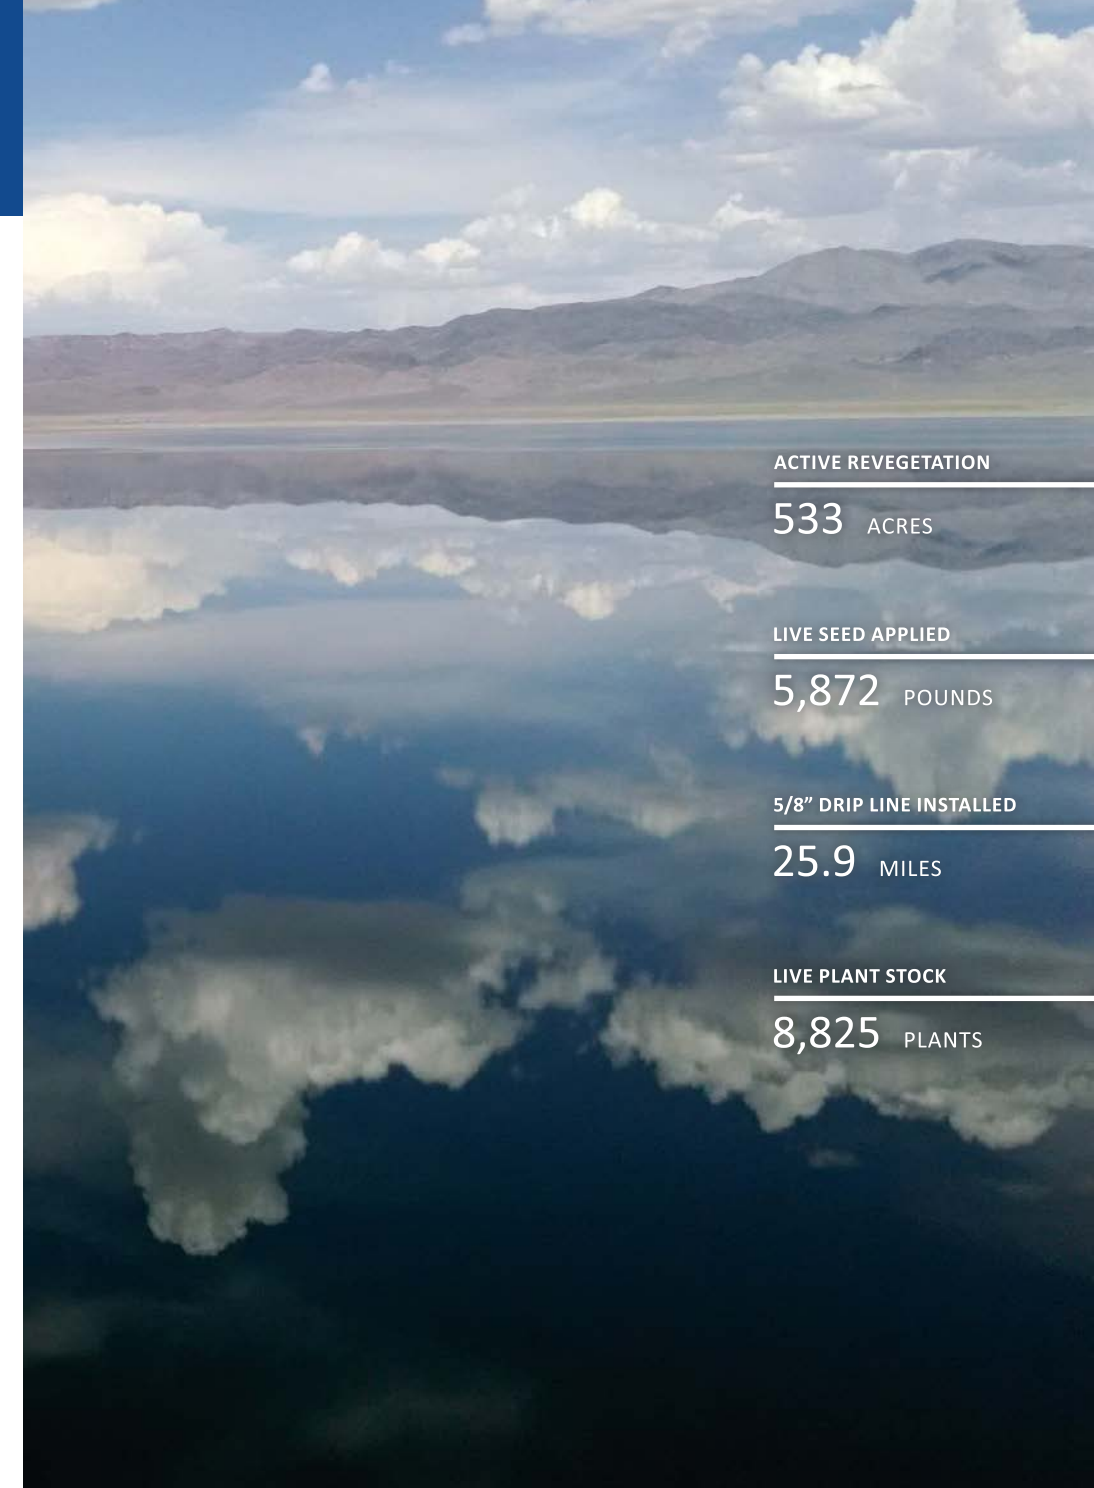 ACTIVE REVEGETATION
533 ACRES
LIVE SEED APPLIED
5,872 POUNDS
5/8” DRIP LINE INSTALLED
25.9 MILES
LIVE PLANT STOCK
8,825 PLANTS